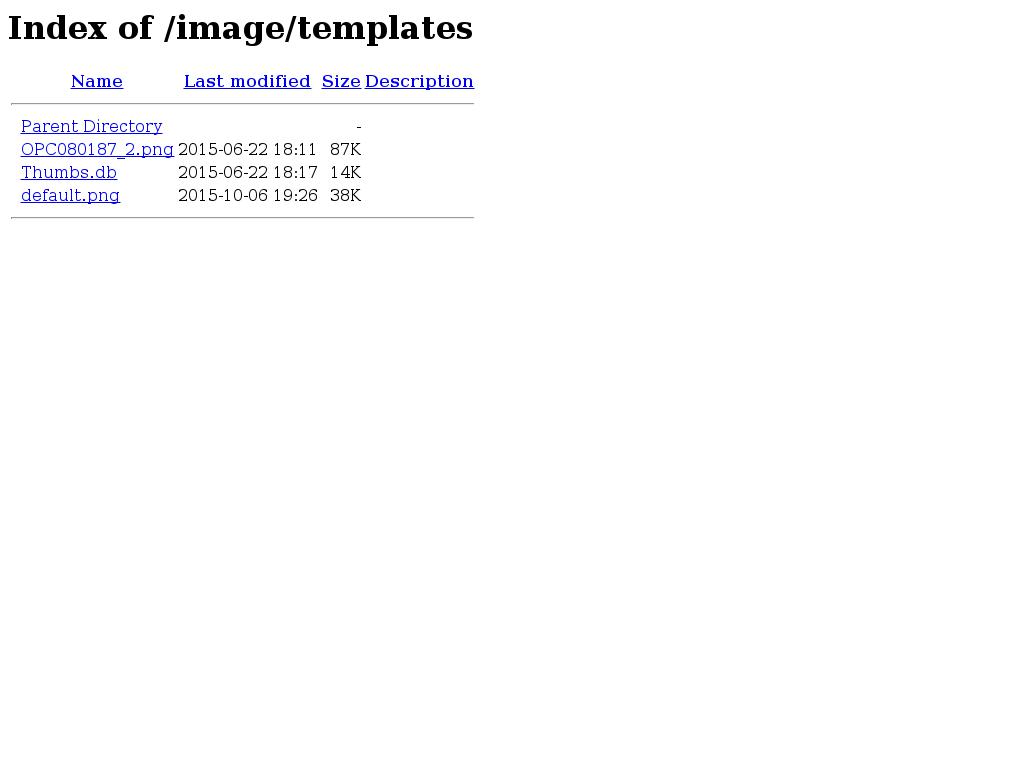 Index of /image/templates
Name Last modified Size Description
Parent Directory -
OPC080187_2.png 2015-06-22 18:11 87K
Thumbs.db 2015-06-22 18:17 14K
default.png 2015-10-06 19:26 38K